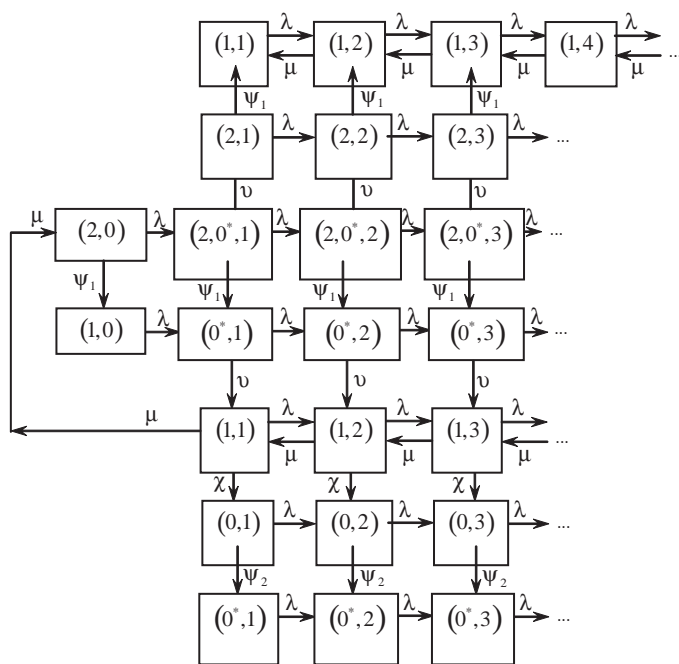 λ λ λ λ
(1,1) (1,2) (1,3) (1,4)
μ μ μ μ ...
ψ₁ ψ₁ ψ₁
λ λ λ
(2,1) (2,2) (2,3) ...
υ υ υ
μ λ λ λ λ
(2,0) (2,0*,1) (2,0*,2) (2,0*,3) ...
ψ₁ ψ₁ ψ₁ ψ₁
λ λ λ λ
(1,0) (0*,1) (0*,2) (0*,3) ...
υ υ υ
μ λ λ λ
(1,1) (1,2) (1,3) ...
μ μ μ
χ χ χ
λ λ λ
(0,1) (0,2) (0,3) ...
ψ₂ ψ₂ ψ₂
λ λ λ
(0*,1) (0*,2) (0*,3) ...